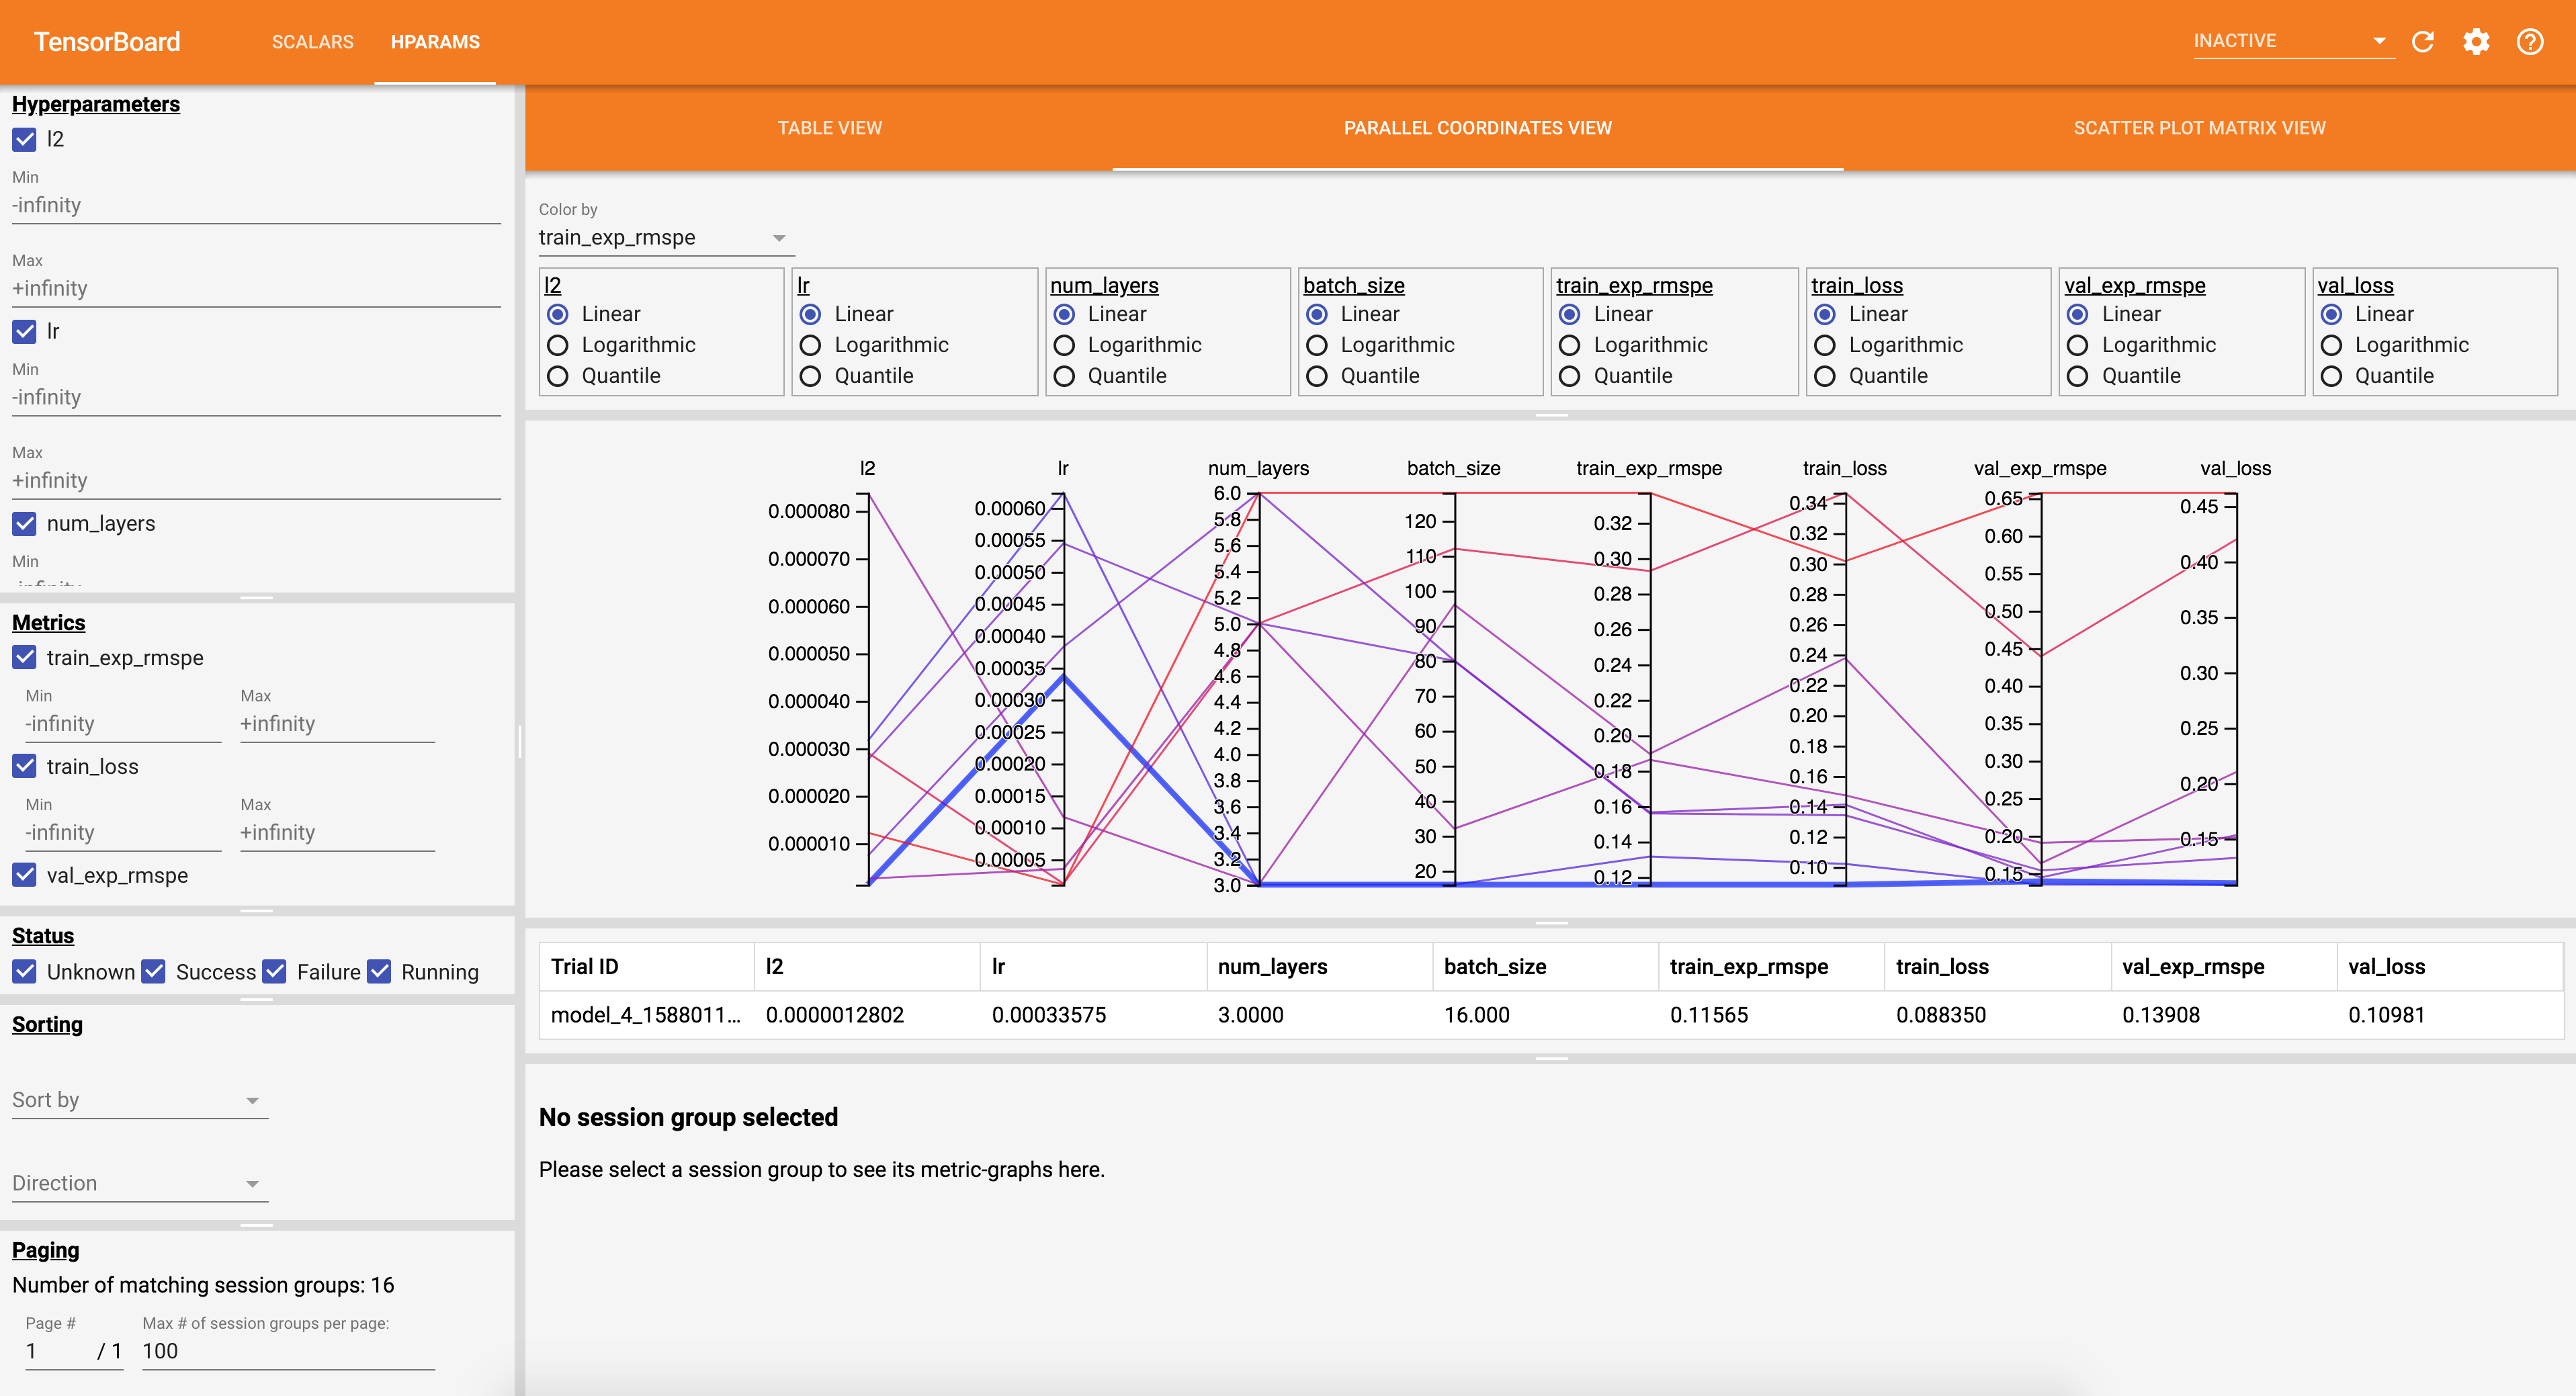 TensorBoard SCALARS HPARAMS INACTIVE
Hyperparameters
l2
Min
-infinity
Max
+infinity
lr
Min
-infinity
Max
+infinity
num_layers
Min
Metrics
train_exp_rmspe
Min Max
-infinity +infinity
train_loss
Min Max
-infinity +infinity
val_exp_rmspe
Status
Unknown Success Failure Running
Sorting
Sort by
Direction
Paging
Number of matching session groups: 16
Page # Max # of session groups per page:
1 / 1 100
TABLE VIEW PARALLEL COORDINATES VIEW SCATTER PLOT MATRIX VIEW
Color by
train_exp_rmspe
l2 lr num_layers batch_size train_exp_rmspe train_loss val_exp_rmspe val_loss
Linear Linear Linear Linear Linear Linear Linear Linear
Logarithmic Logarithmic Logarithmic Logarithmic Logarithmic Logarithmic Logarithmic Logarithmic
Quantile Quantile Quantile Quantile Quantile Quantile Quantile Quantile
l2 lr num_layers batch_size train_exp_rmspe train_loss val_exp_rmspe val_loss
0.000080
0.000070
0.000060
0.000050
0.000040
0.000030
0.000020
0.000010
0.00060
0.00055
0.00050
0.00045
0.00040
0.00035
0.00030
0.00025
0.00020
0.00015
0.00010
0.00005
6.0
5.8
5.6
5.4
5.2
5.0
4.8
4.6
4.4
4.2
4.0
3.8
3.6
3.4
3.2
3.0
120
110
100
90
80
70
60
50
40
30
20
0.32
0.30
0.28
0.26
0.24
0.22
0.20
0.18
0.16
0.14
0.12
0.34
0.32
0.30
0.28
0.26
0.24
0.22
0.20
0.18
0.16
0.14
0.12
0.10
0.65
0.60
0.55
0.50
0.45
0.40
0.35
0.30
0.25
0.20
0.15
0.45
0.40
0.35
0.30
0.25
0.20
0.15
Trial ID l2 lr num_layers batch_size train_exp_rmspe train_loss val_exp_rmspe val_loss
model_4_1588011... 0.0000012802 0.00033575 3.0000 16.000 0.11565 0.088350 0.13908 0.10981
No session group selected
Please select a session group to see its metric-graphs here.